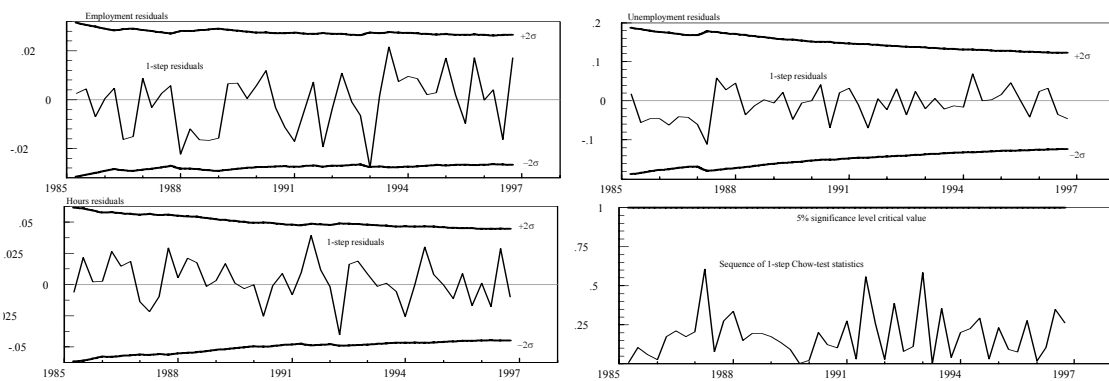 Employment residuals
+2σ
.02
1-step residuals
0
-.02
−2σ
1985 1988 1991 1994 1997
Unemployment residuals
.2
+2σ
.1
1-step residuals
0
-.1
−2σ
1985 1988 1991 1994 1997
Hours residuals
.05
+2σ
1-step residuals
.025
0
025
-.05
−2σ
1985 1988 1991 1994 1997
1
5% significance level critical value
.75
Sequence of 1-step Chow-test statistics
.5
.25
1985 1988 1991 1994 1997